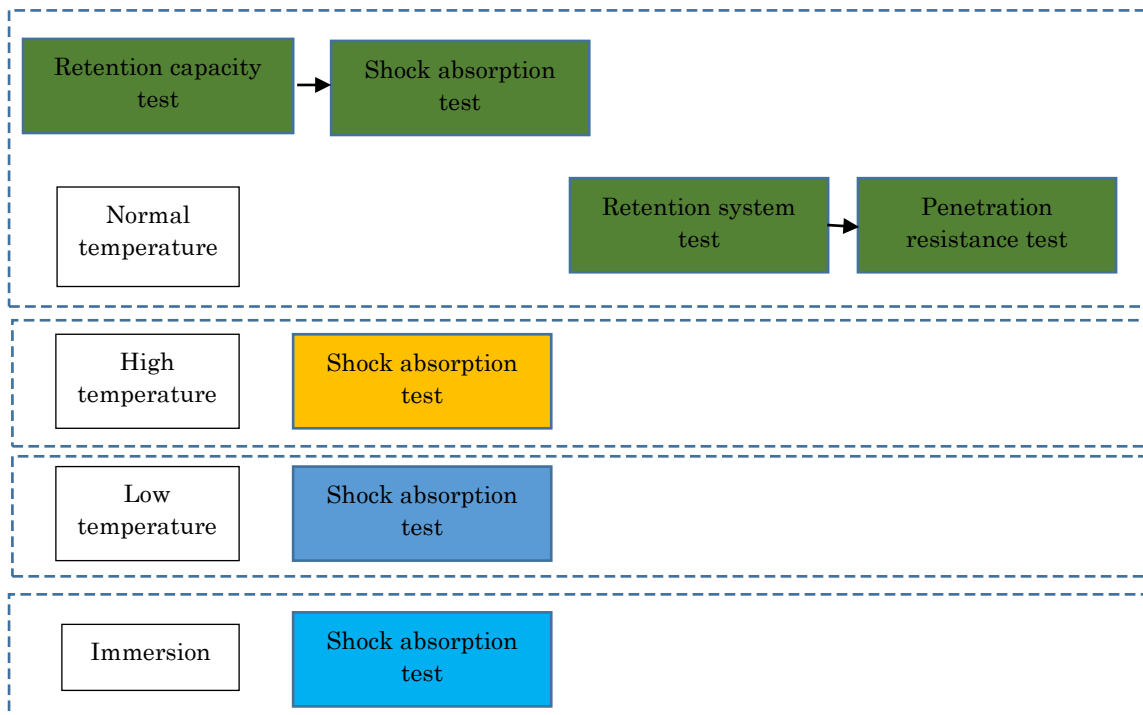 Retention capacity
test
Shock absorption
test
Normal
temperature
Retention system
test
Penetration
resistance test
High
temperature
Shock absorption
test
Low
temperature
Shock absorption
test
Immersion
Shock absorption
test